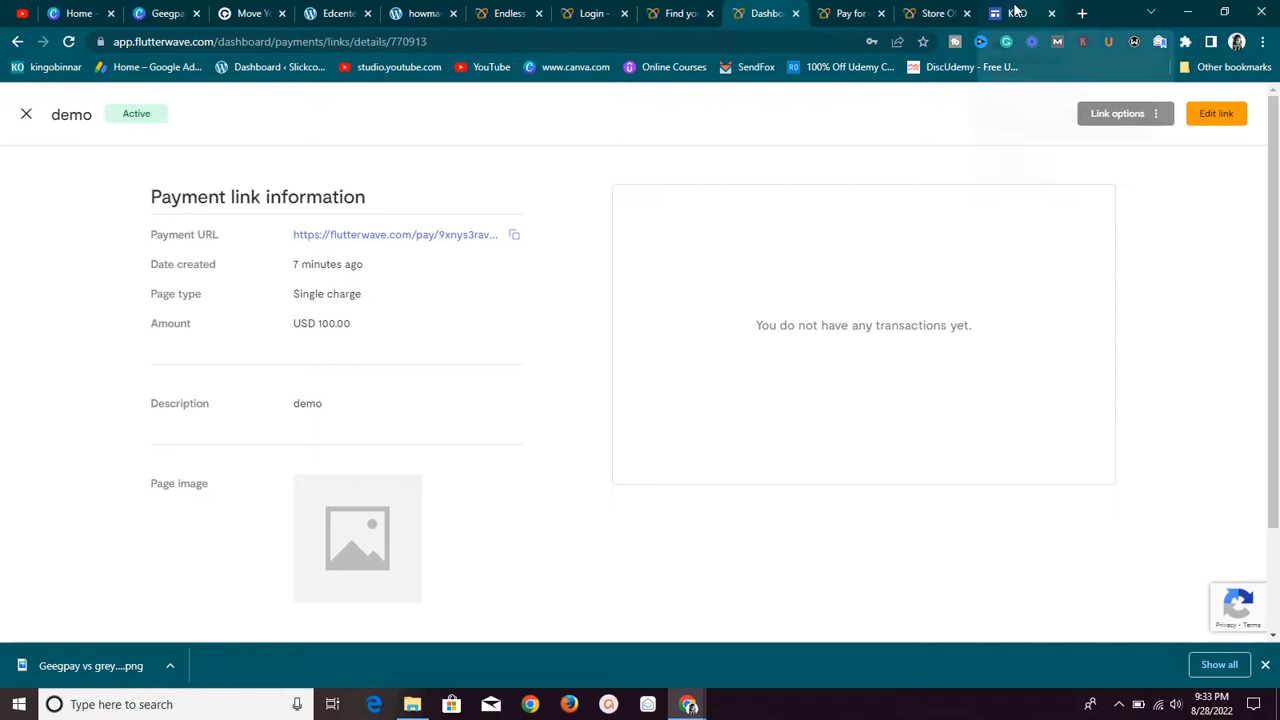 Home -
Geegpa
Move Yo
Edcente
howmar
Endless
Login -
Find you
Dashbo
Pay for
Store O
app.flutterwave.com/dashboard/payments/links/details/770913
KO kingobinnar
Home – Google Ad...
Dashboard ‹ Slickco...
studio.youtube.com
YouTube
www.canva.com
Online Courses
SendFox
RD 100% Off Udemy C...
DiscUdemy - Free U...
Other bookmarks
demo Active
Link options
Edit link
Payment link information
Payment URL https://flutterwave.com/pay/9xnys3rav...
Date created 7 minutes ago
Page type Single charge
Amount USD 100.00
You do not have any transactions yet.
Description demo
Page image
Privacy - Terms
Geegpay vs grey....png
Show all
Type here to search
9:33 PM
8/28/2022